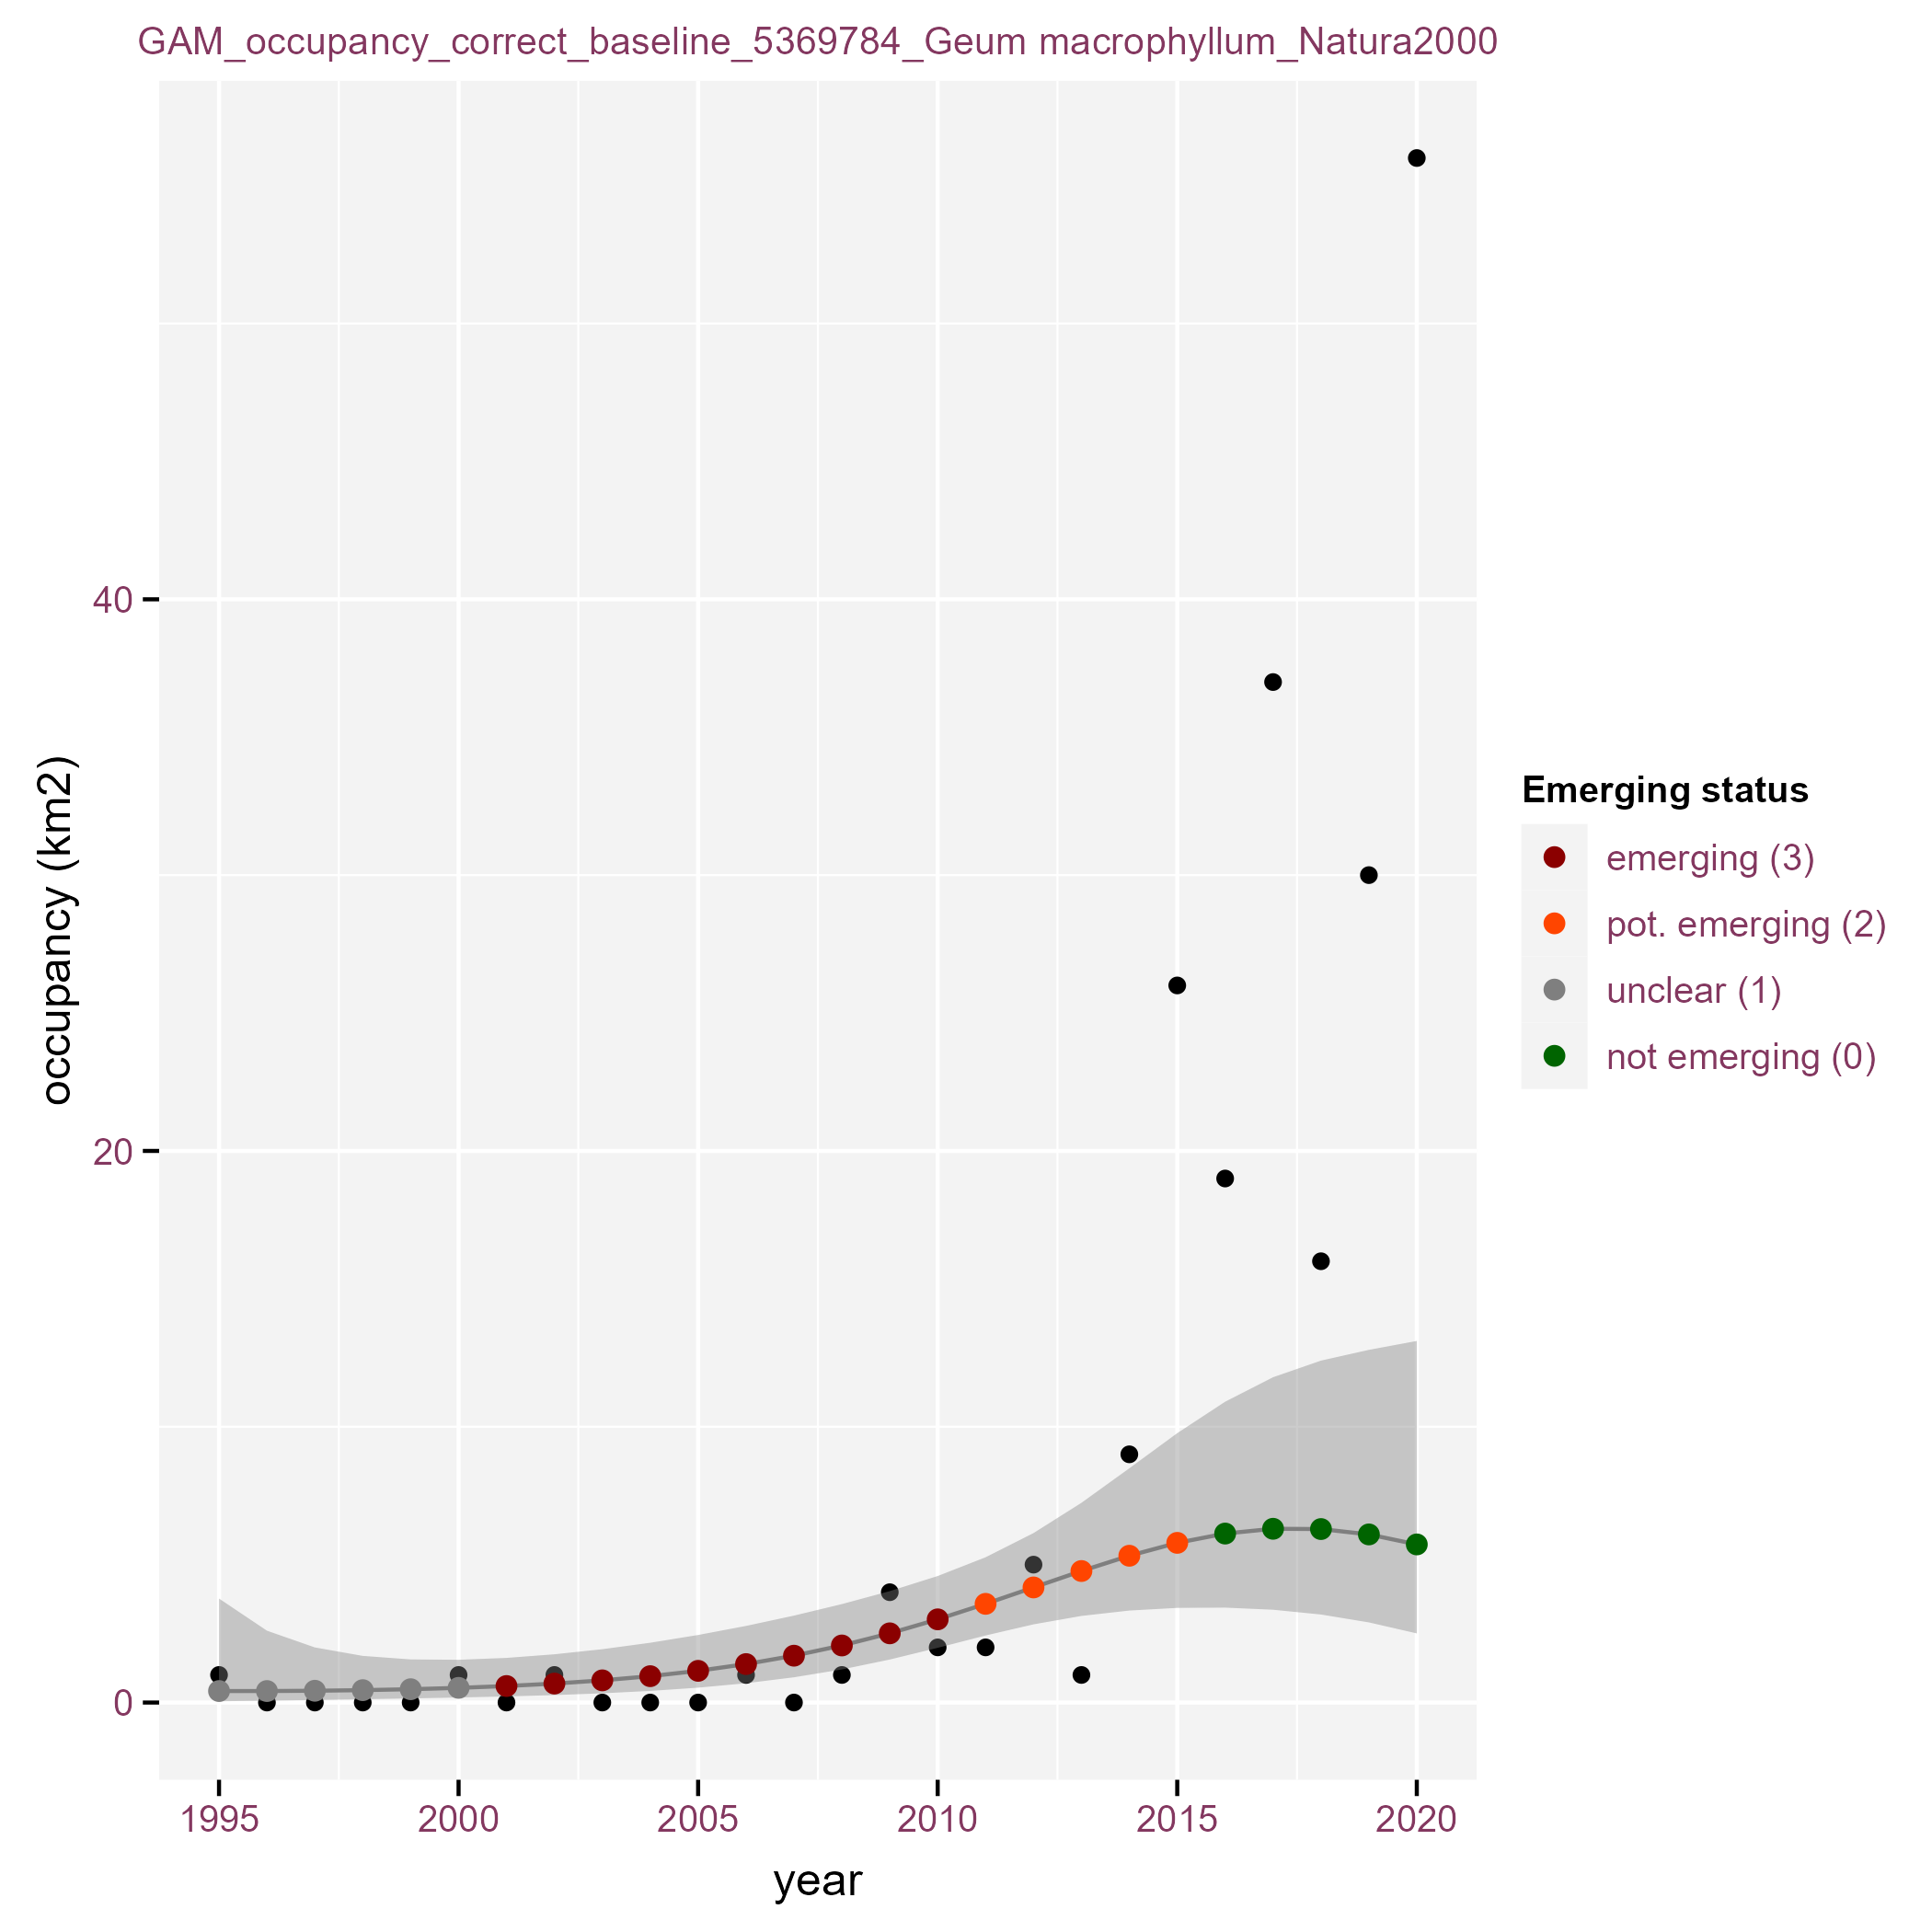 GAM_occupancy_correct_baseline_5369784_Geum macrophyllum_Natura2000
occupancy (km2)
40
20
0
1995 2000 2005 2010 2015 2020
year
Emerging status
emerging (3)
pot. emerging (2)
unclear (1)
not emerging (0)